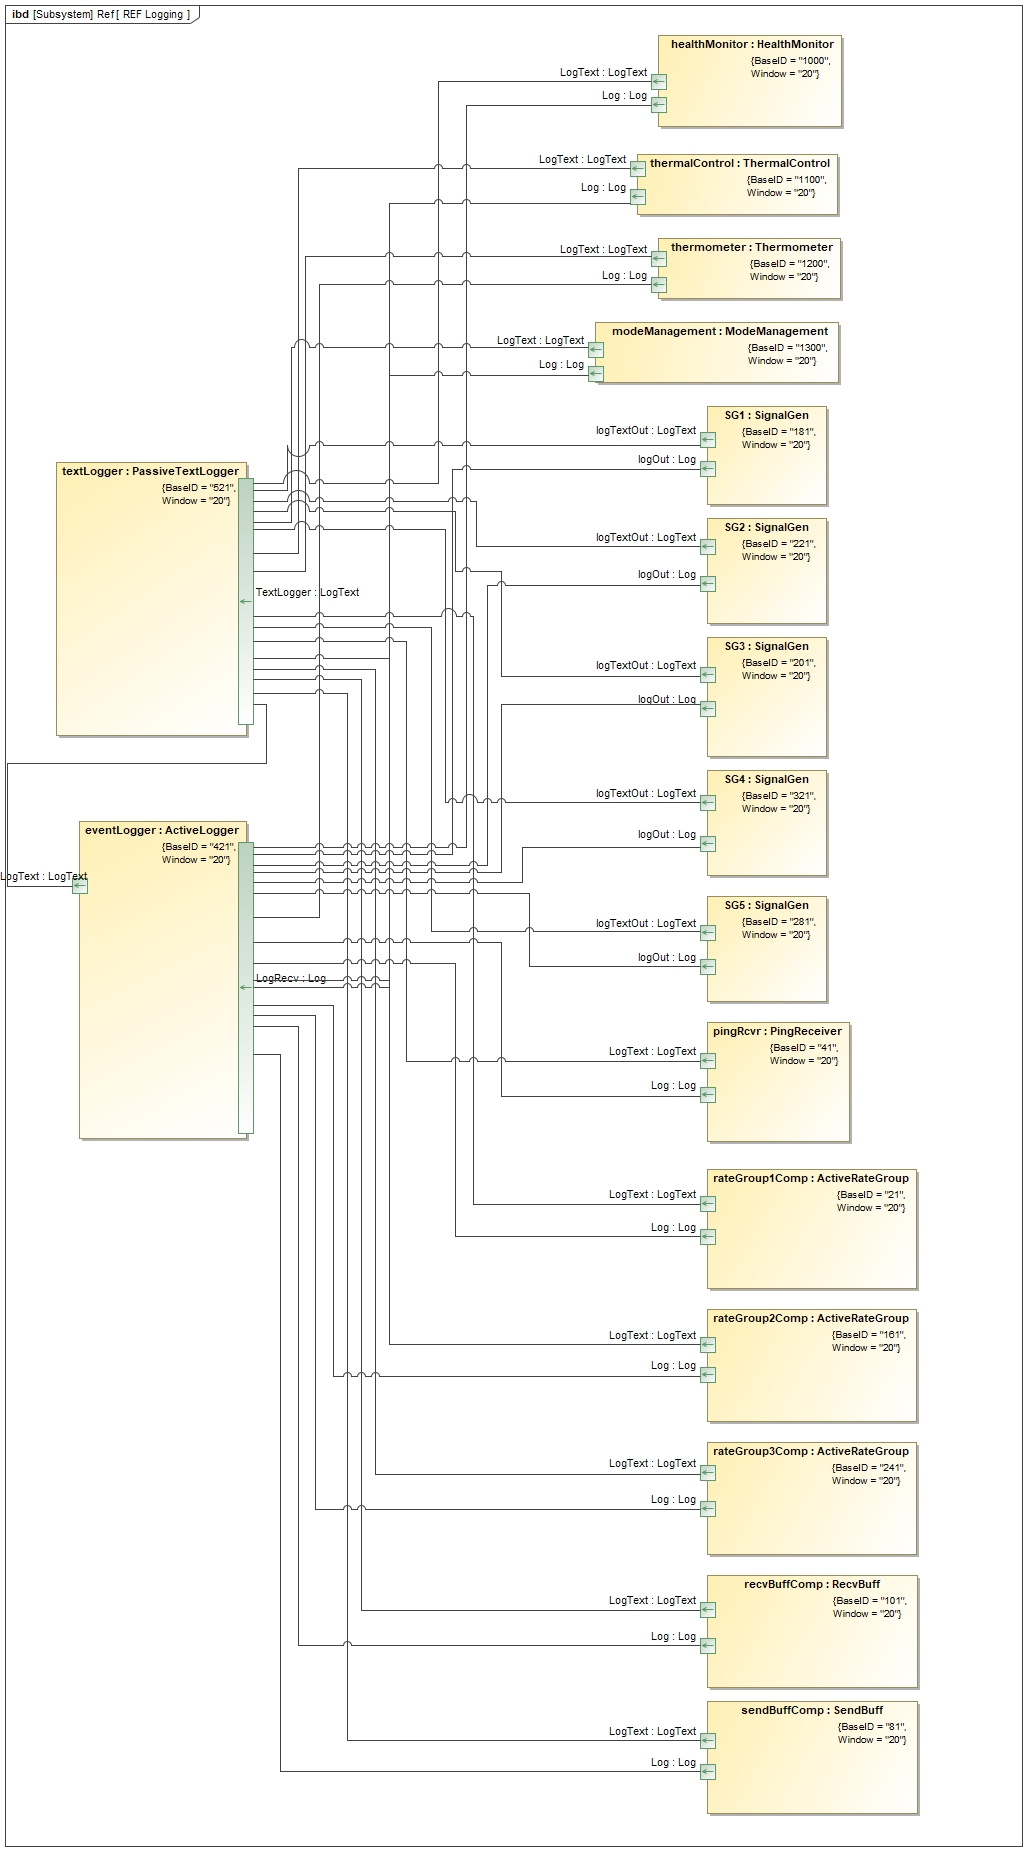 ibd [Subsystem] Ref [ REF Logging ]
healthMonitor : HealthMonitor
{BaseID = "1000",
Window = "20"}
LogText : LogText
Log : Log
thermalControl : ThermalControl
{BaseID = "1100",
Window = "20"}
LogText : LogText
Log : Log
thermometer : Thermometer
{BaseID = "1200",
Window = "20"}
LogText : LogText
Log : Log
modeManagement : ModeManagement
{BaseID = "1300",
Window = "20"}
LogText : LogText
Log : Log
SG1 : SignalGen
{BaseID = "181",
Window = "20"}
logTextOut : LogText
logOut : Log
textLogger : PassiveTextLogger
{BaseID = "521",
Window = "20"}
TextLogger : LogText
SG2 : SignalGen
{BaseID = "221",
Window = "20"}
logTextOut : LogText
logOut : Log
SG3 : SignalGen
{BaseID = "201",
Window = "20"}
logTextOut : LogText
logOut : Log
SG4 : SignalGen
{BaseID = "321",
Window = "20"}
logTextOut : LogText
logOut : Log
eventLogger : ActiveLogger
{BaseID = "421",
Window = "20"}
LogText : LogText
LogRecv : Log
SG5 : SignalGen
{BaseID = "281",
Window = "20"}
logTextOut : LogText
logOut : Log
pingRcvr : PingReceiver
{BaseID = "41",
Window = "20"}
LogText : LogText
Log : Log
rateGroup1Comp : ActiveRateGroup
{BaseID = "21",
Window = "20"}
LogText : LogText
Log : Log
rateGroup2Comp : ActiveRateGroup
{BaseID = "161",
Window = "20"}
LogText : LogText
Log : Log
rateGroup3Comp : ActiveRateGroup
{BaseID = "241",
Window = "20"}
LogText : LogText
Log : Log
recvBuffComp : RecvBuff
{BaseID = "101",
Window = "20"}
LogText : LogText
Log : Log
sendBuffComp : SendBuff
{BaseID = "81",
Window = "20"}
LogText : LogText
Log : Log